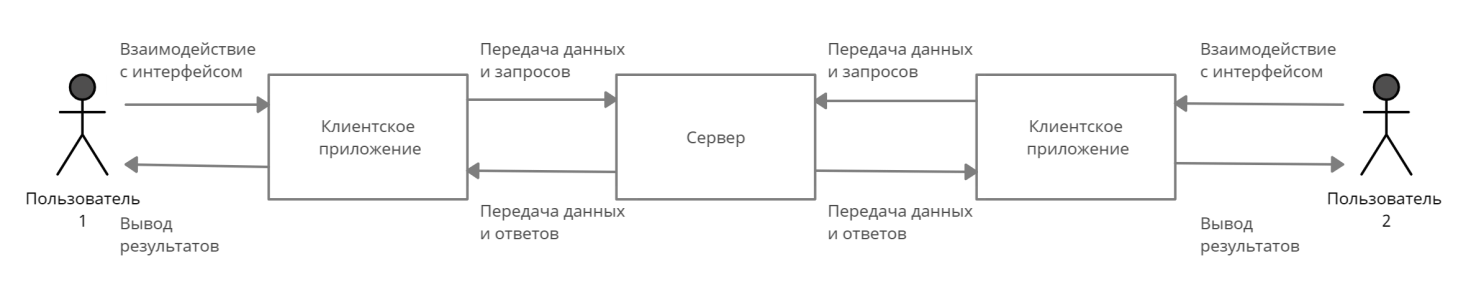 Взаимодействие
с интерфейсом
Передача данных
и запросов
Передача данных
и запросов
Взаимодействие
с интерфейсом
Клиентское
приложение
Сервер
Клиентское
приложение
Пользователь
1
Вывод
результатов
Передача данных
и ответов
Передача данных
и ответов
Вывод
результатов
Пользователь
2